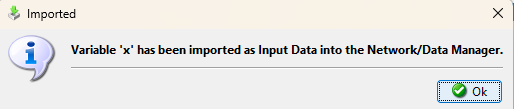 Imported
Variable 'x' has been imported as Input Data into the Network/Data Manager.
Ok